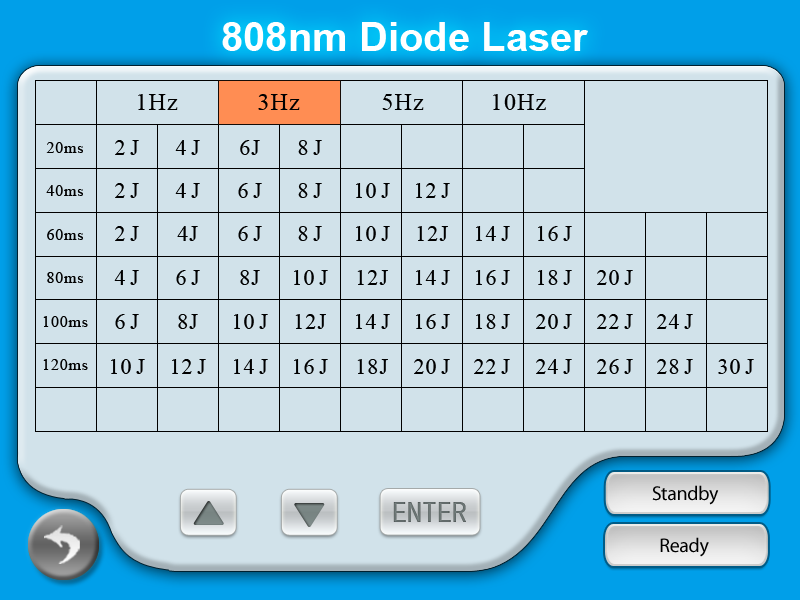 808nm Diode Laser
1Hz 3Hz 5Hz 10Hz
20ms 2 J 4 J 6J 8 J
40ms 2 J 4 J 6 J 8 J 10 J 12 J
60ms 2 J 4J 6 J 8 J 10 J 12J 14 J 16 J
80ms 4 J 6 J 8J 10 J 12J 14 J 16 J 18 J 20 J
100ms 6 J 8J 10 J 12J 14 J 16 J 18 J 20 J 22 J 24 J
120ms 10 J 12 J 14 J 16 J 18J 20 J 22 J 24 J 26 J 28 J 30 J
ENTER
Standby
Ready